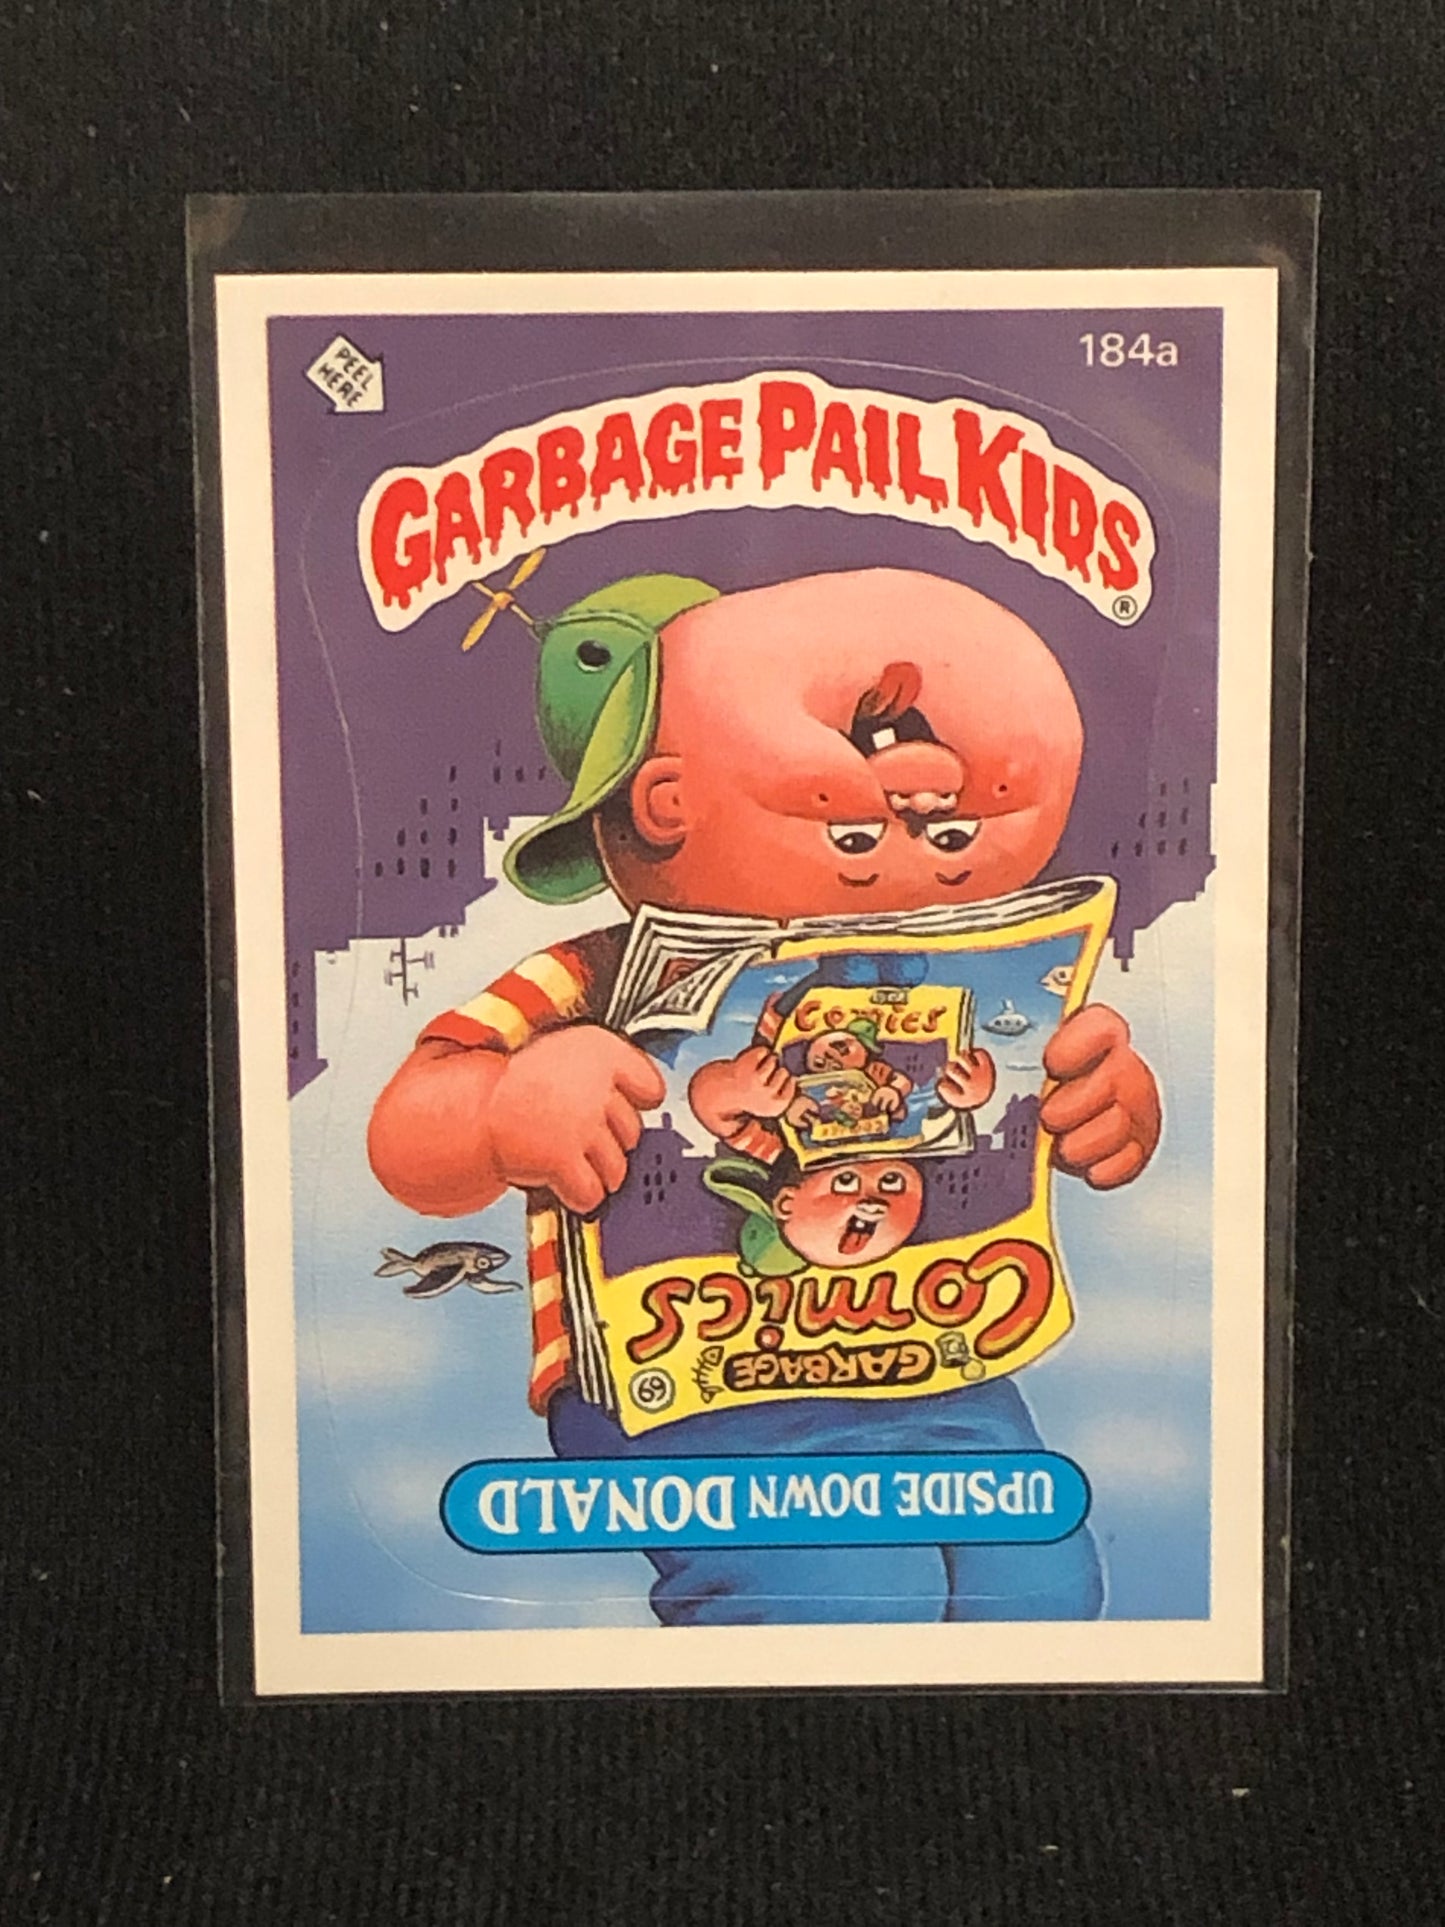 PEEL
HERE
184a
GARBAGE PAIL KIDS
®
COMICS
COMICS
GARBAGE
69
UPSIDE DOWN DONALD